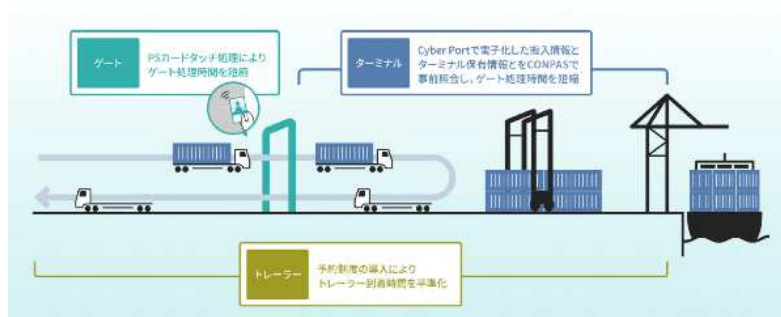 ゲート
PSカードタッチ処理により
ゲート処理時間を短縮
ターミナル
Cyber Portで電子化した搬入情報と
ターミナル保有情報とをCONPASで
事前照合し、ゲート処理時間を短縮
トレーラー
予約制度の導入により
トレーラー到着時間を平準化